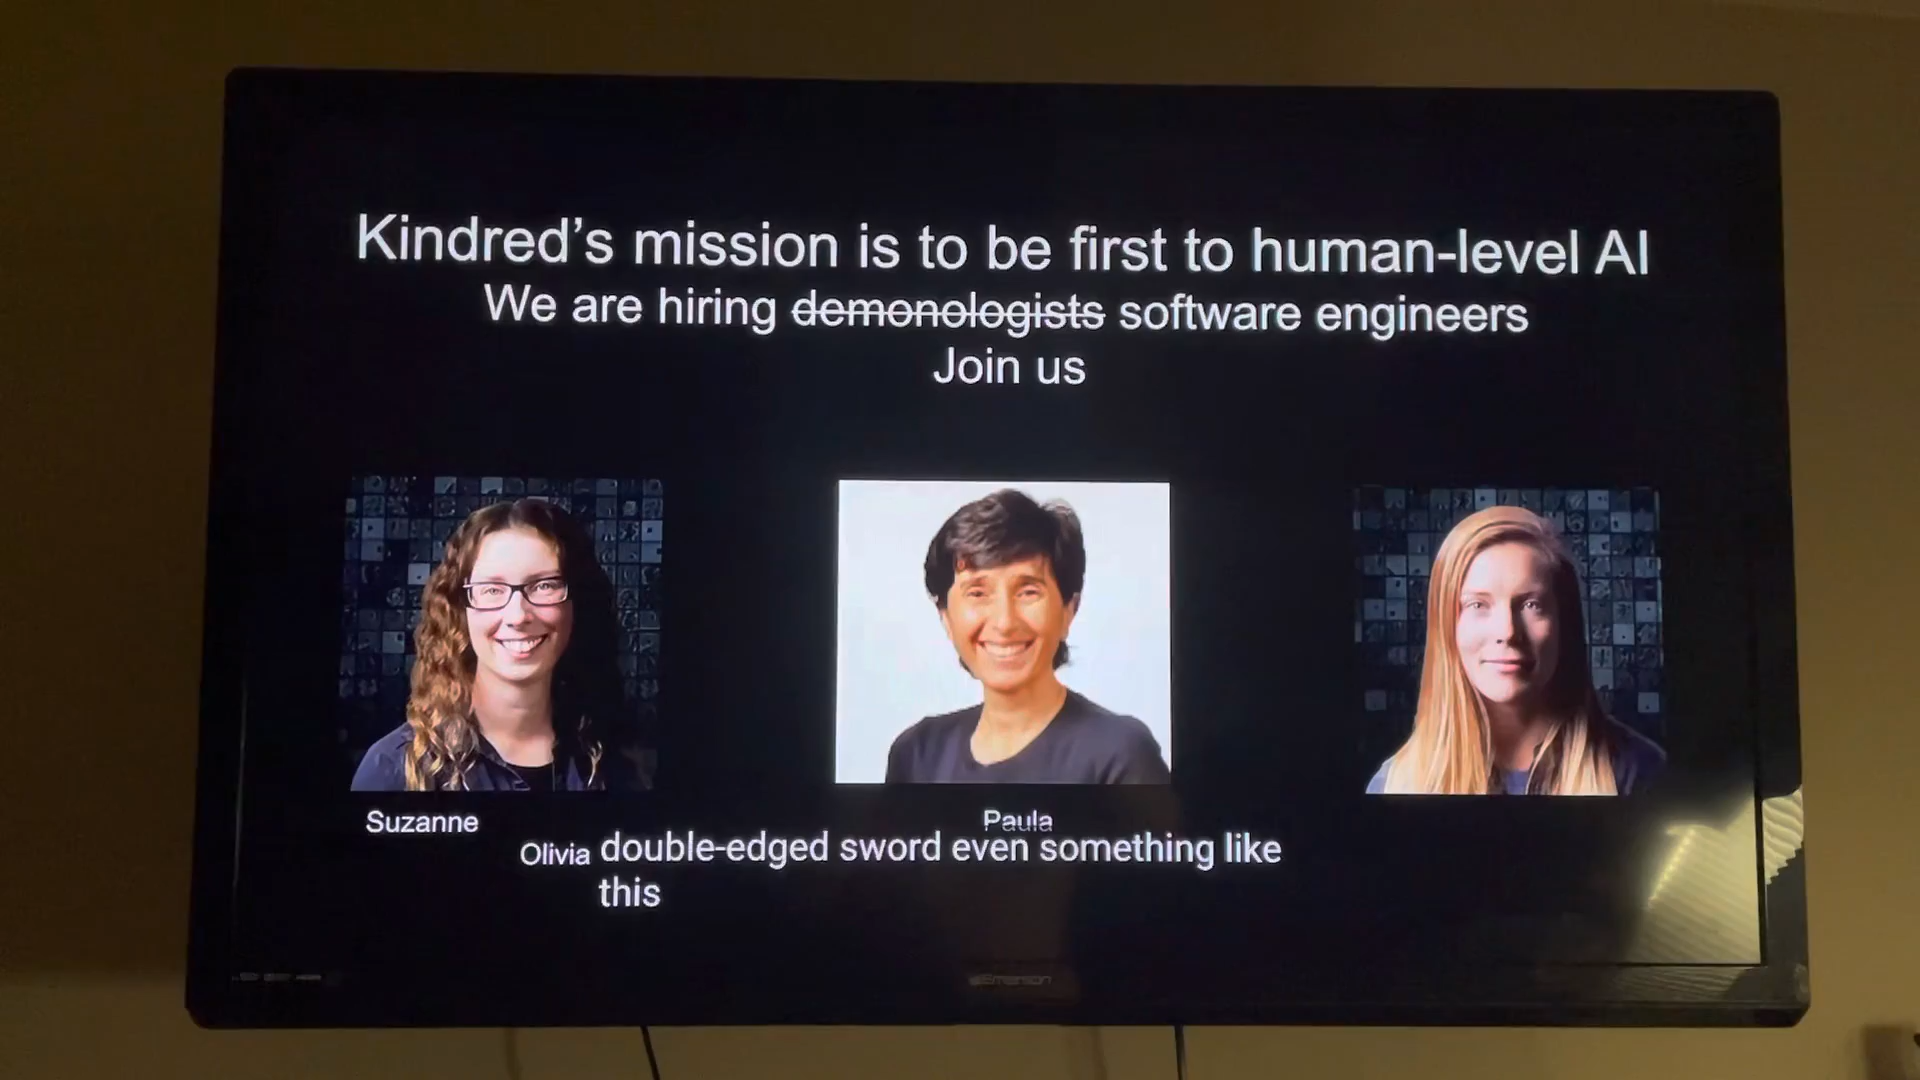 Kindred's mission is to be first to human-level AI
We are hiring demonologists software engineers
Join us
Suzanne
Paula
Olivia
double-edged sword even something like
this
Emerson